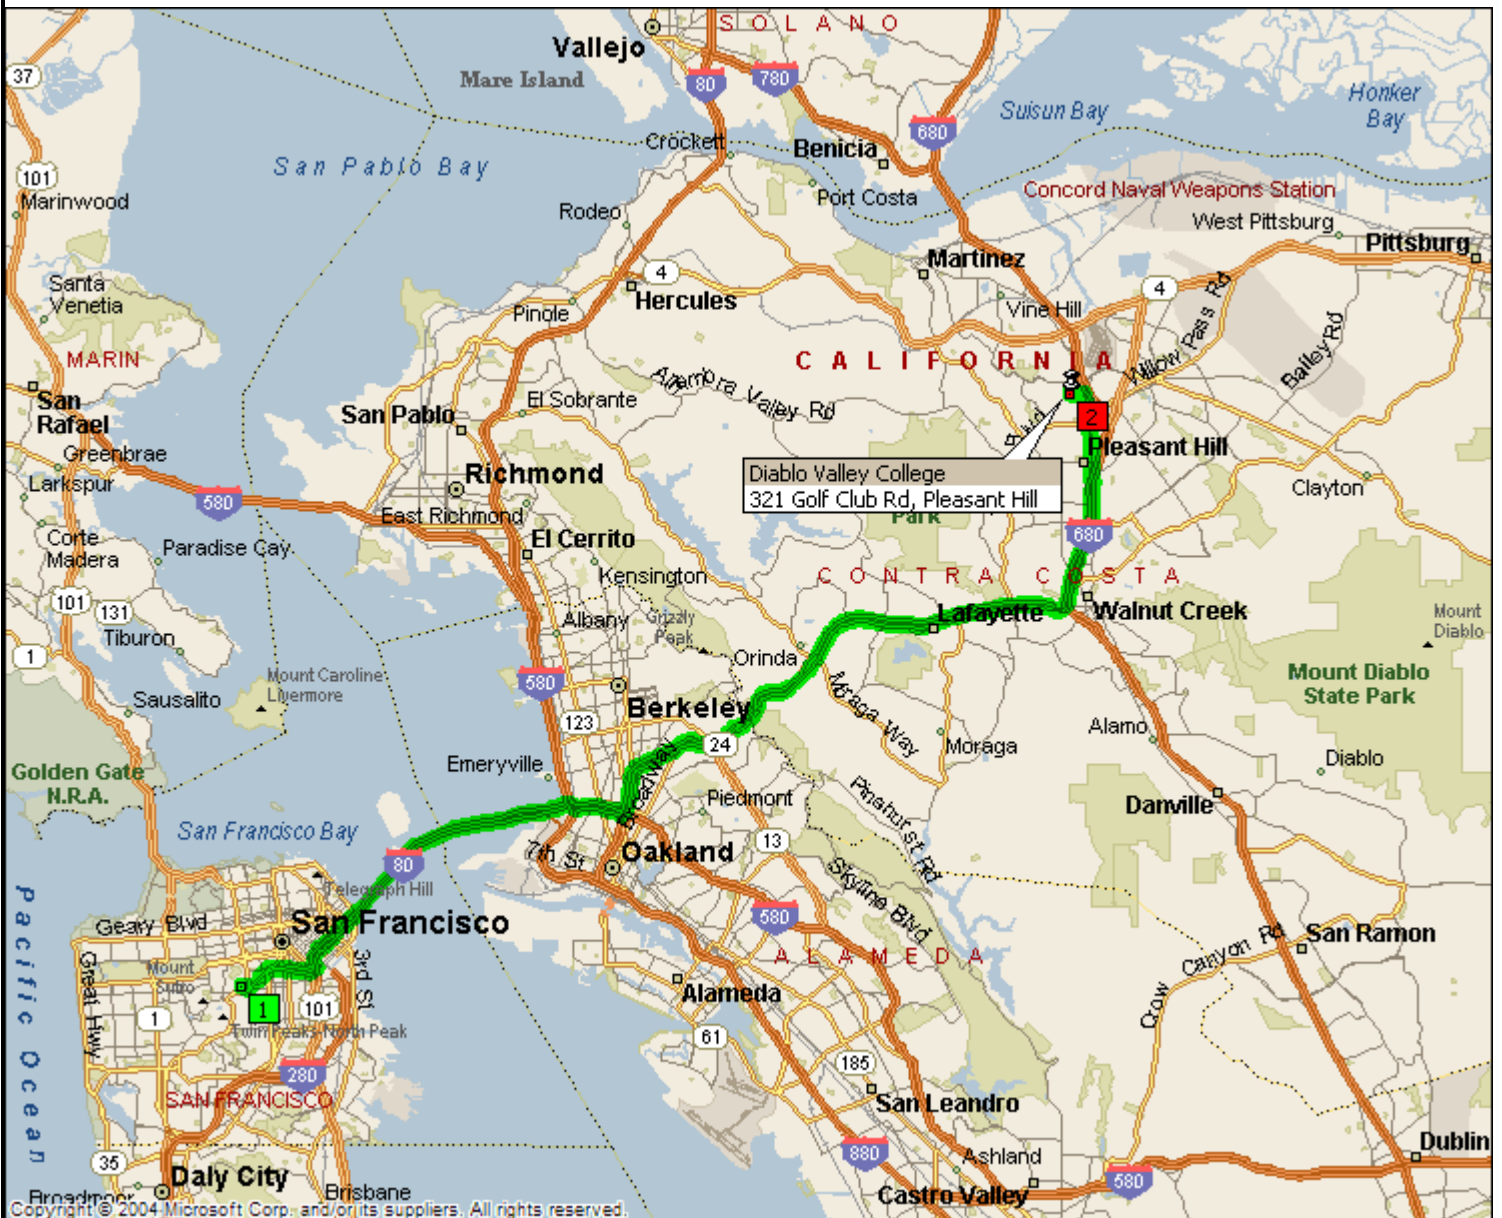 SOLANO
Vallejo
37
Mare Island
80
780
Honker
Bay
Suisun Bay
680
Crockett
Benicia
San Pablo Bay
101
Marinwood
Port Costa
Concord Naval Weapons Station
Rodeo
West Pittsburg
Pittsburg
Martinez
4
Santa
Venetia
Hercules
4
Pinole
Vine Hill
Willow Pass Rd
Bailey Rd
MARIN
CALIFORNIA
San
Rafael
San Pablo
El Sobrante
Valley Rd
2
Pleasant Hill
Greenbrae
Larkspur
Richmond
Diablo Valley College
321 Golf Club Rd, Pleasant Hill
Park
Clayton
580
East Richmond
Corte
Madera
Paradise Cay
El Cerrito
680
Kensington
CONTRA COSTA
101
131
Tiburon
Albany
Grizzly
Peak
Lafayette
Walnut Creek
Mount
Diablo
1
Orinda
Mount Caroline
Livermore
Sausalito
580
Mount Diablo
State Park
Berkeley
123
Moraga Way
24
Moraga
Alamo
Diablo
Emeryville
Broadway
Golden Gate
N.R.A.
Piedmont
Pinehurst Rd
Danville
San Francisco Bay
7th St
Oakland
13
80
Telegraph Hill
Skyline Blvd
Geary Blvd
San Francisco
580
Pacific Ocean
Great Hwy
3rd St
ALAMEDA
Crow Canyon Rd
San Ramon
Mount
Sutro
Alameda
1
1
101
Twin Peaks-North Peak
61
280
185
SAN FRANCISCO
San Leandro
35
880
Ashland
Dublin
Daly City
580
Broadmoor
Brisbane
Castro Valley
Copyright © 2004 Microsoft Corp. and/or its suppliers. All rights reserved.